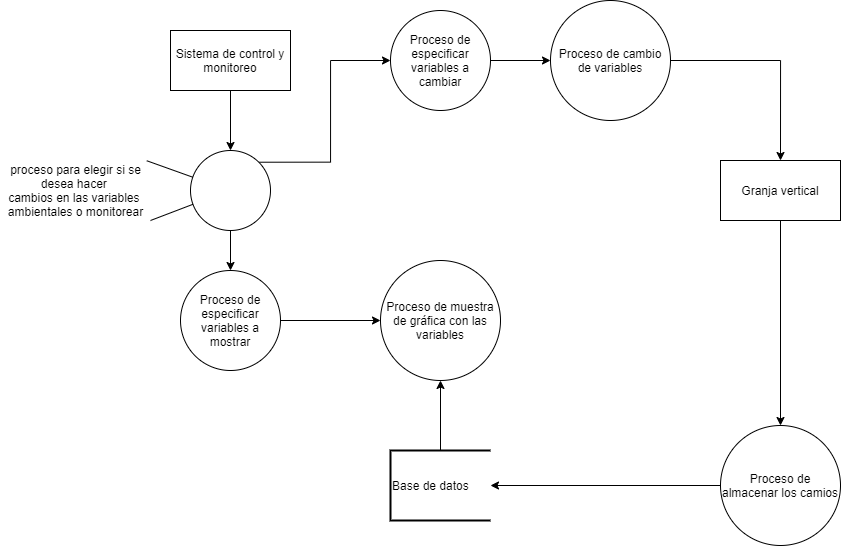 Sistema de control y
monitoreo
Proceso de
especificar
variables a
cambiar
Proceso de cambio
de variables
proceso para elegir si se
desea hacer
cambios en las variables
ambientales o monitorear
Granja vertical
Proceso de
especificar
variables a
mostrar
Proceso de muestra
de gráfica con las
variables
Base de datos
Proceso de
almacenar los camios